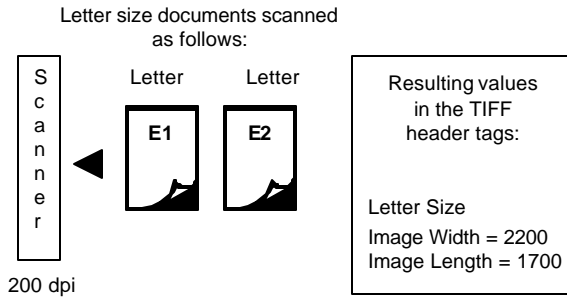 Letter size documents scanned
as follows:
Scanner
Letter Letter
E1 E2
200 dpi
Resulting values
in the TIFF
header tags:
Letter Size
Image Width = 2200
Image Length = 1700